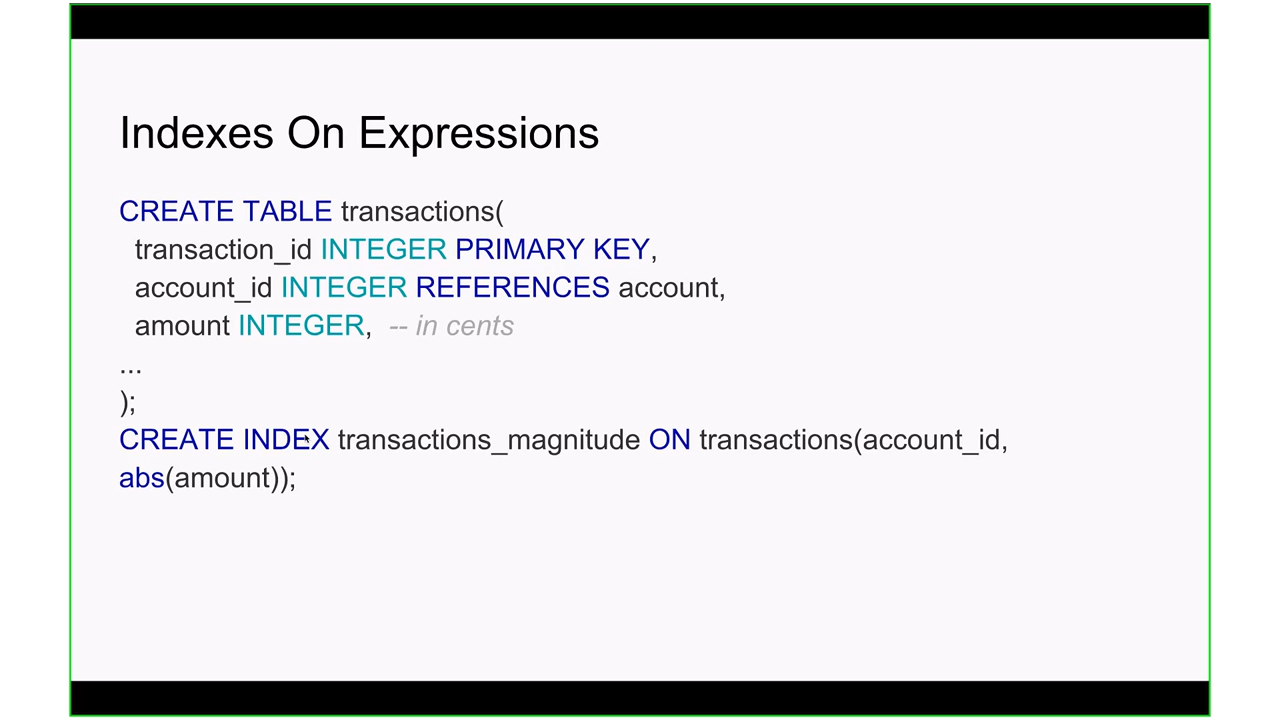 Indexes On Expressions
CREATE TABLE transactions(
transaction_id INTEGER PRIMARY KEY,
account_id INTEGER REFERENCES account,
amount INTEGER,  -- in cents
...
);
CREATE INDEX transactions_magnitude ON transactions(account_id,
abs(amount));